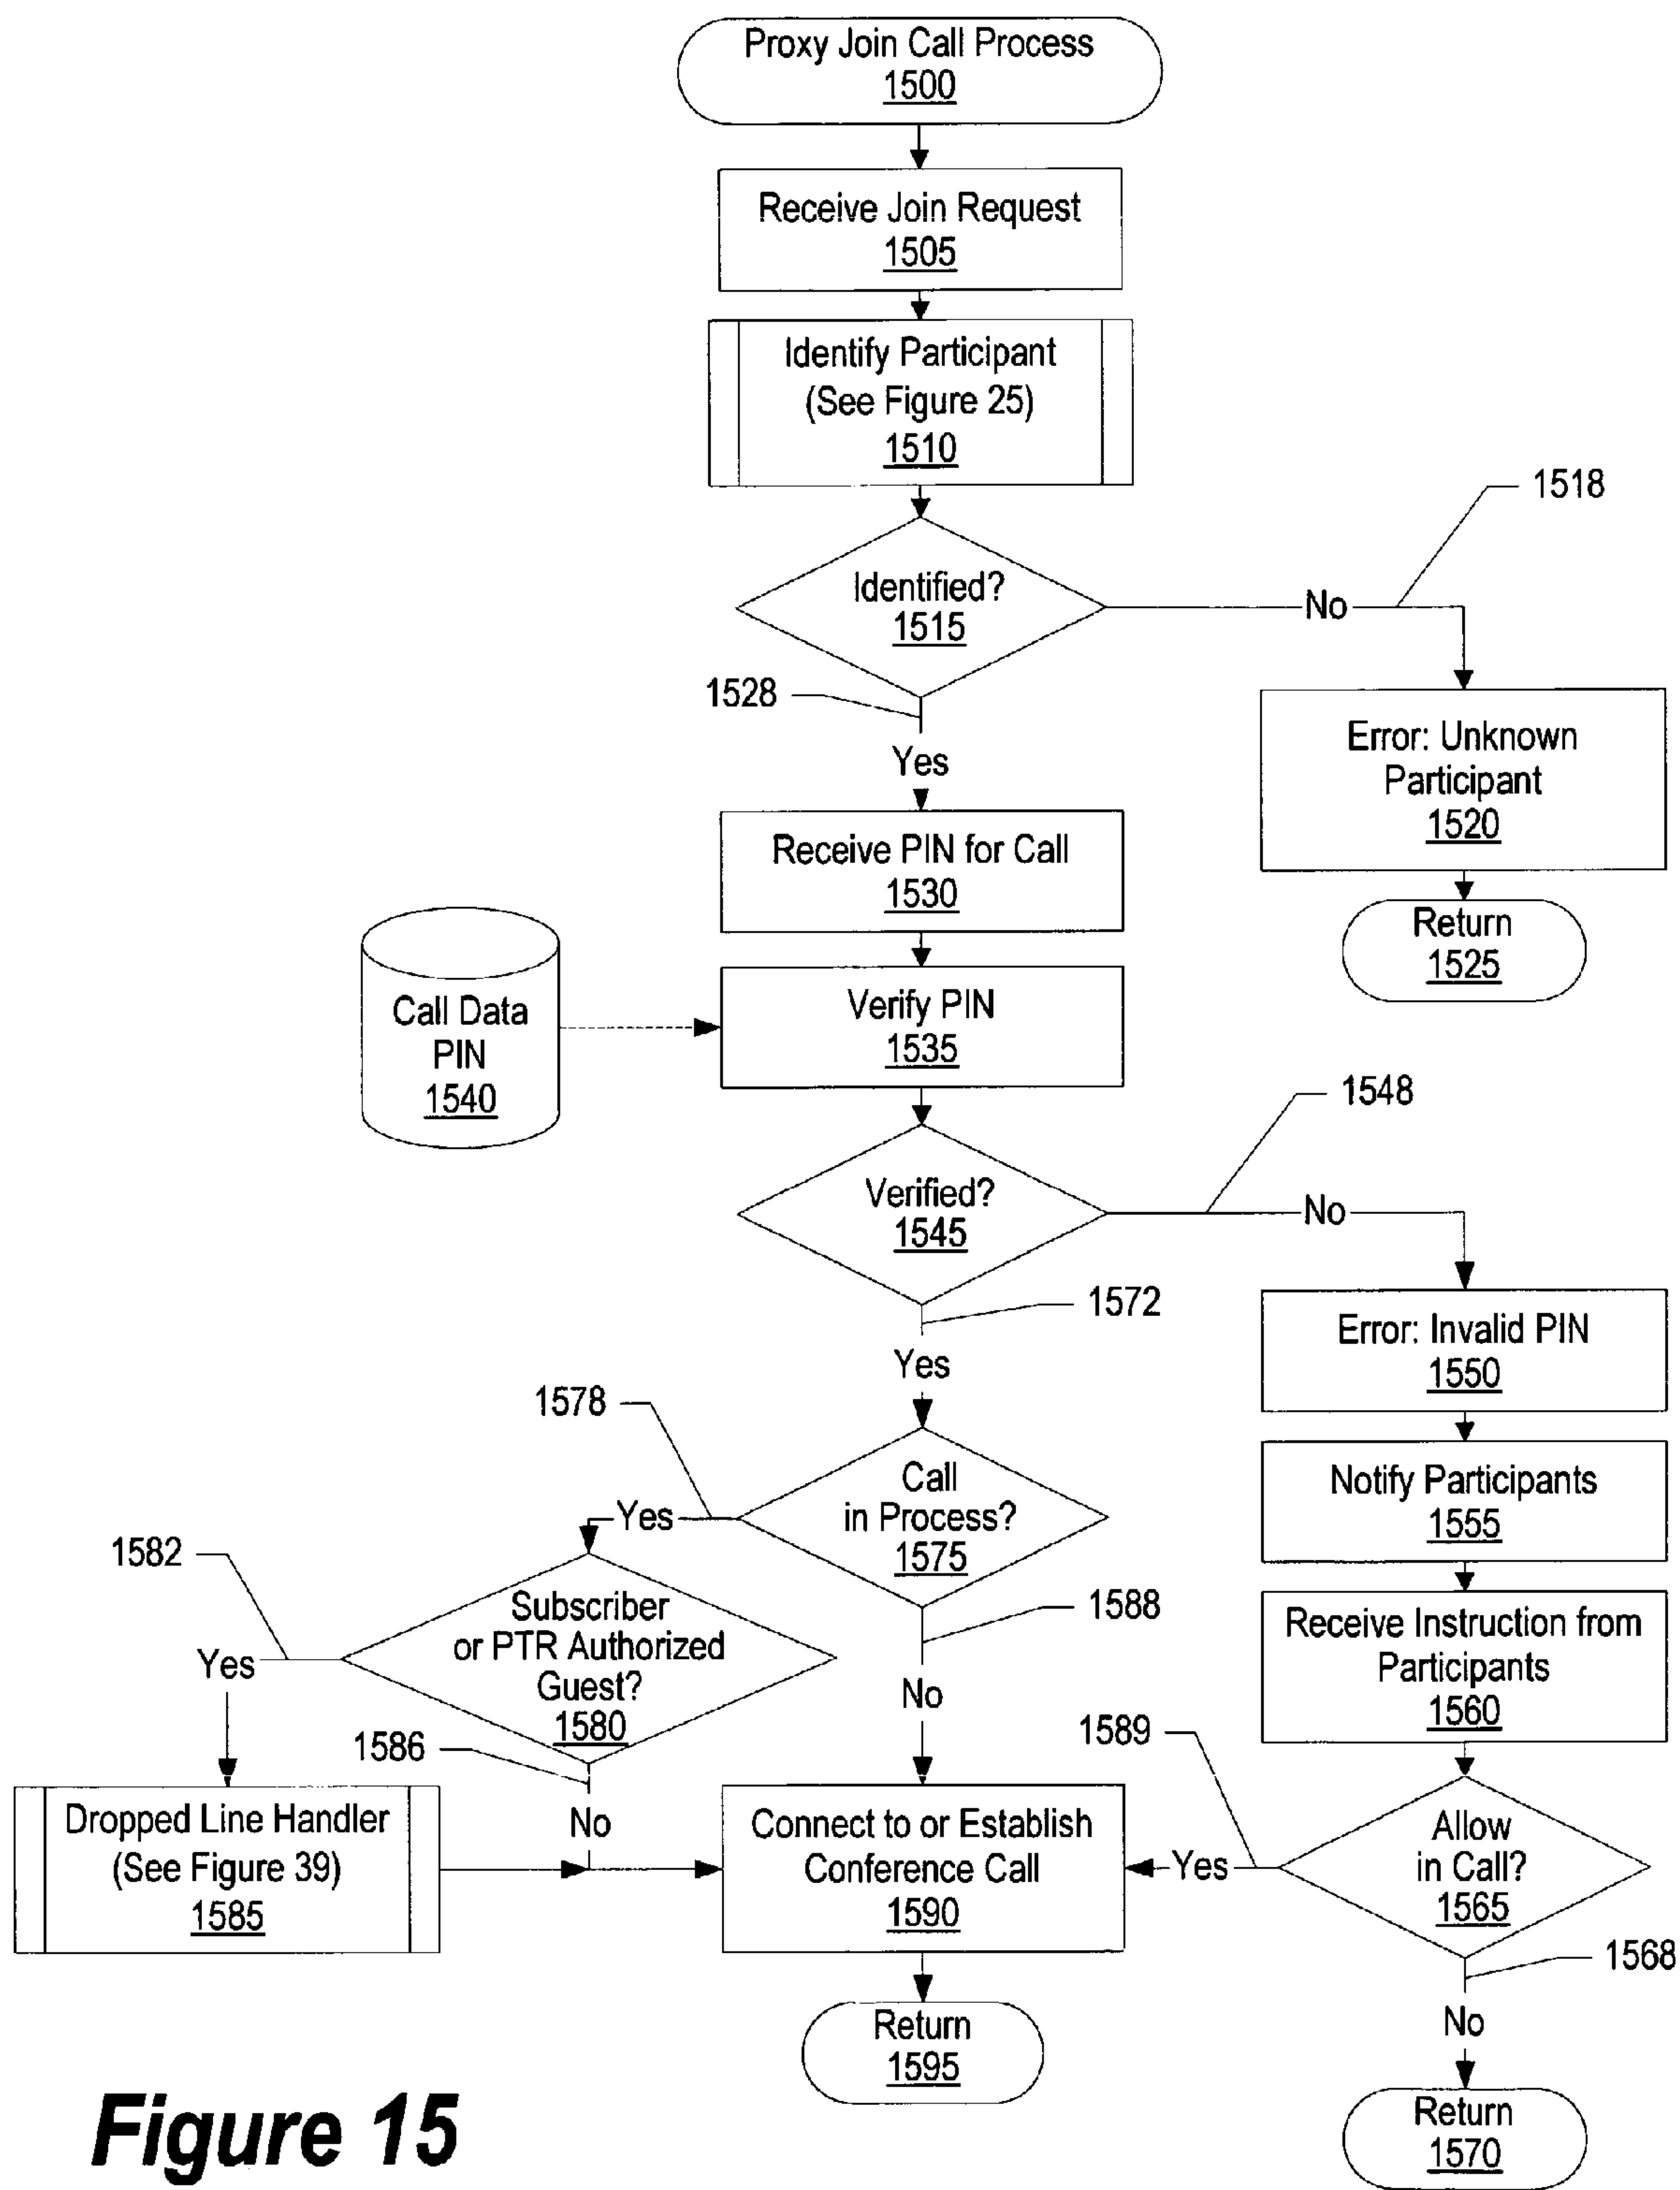 Proxy Join Call Process
1500
Receive Join Request
1505
Identify Participant
(See Figure 25)
1510
1518
Identified?
1515
No
1528
Yes
Error: Unknown
Participant
1520
Receive PIN for Call
1530
Return
1525
Call Data
PIN
1540
Verify PIN
1535
1548
Verified?
1545
No
1572
Yes
Error: Invalid PIN
1550
1578
Call
in Process?
1575
Yes
Notify Participants
1555
1582
Subscriber
or PTR Authorized
Guest?
1580
Yes
1588
No
Receive Instruction from
Participants
1560
1586
No
1589
Dropped Line Handler
(See Figure 39)
1585
Connect to or Establish
Conference Call
1590
Yes
Allow
in Call?
1565
1568
No
Return
1595
Return
1570
Figure 15